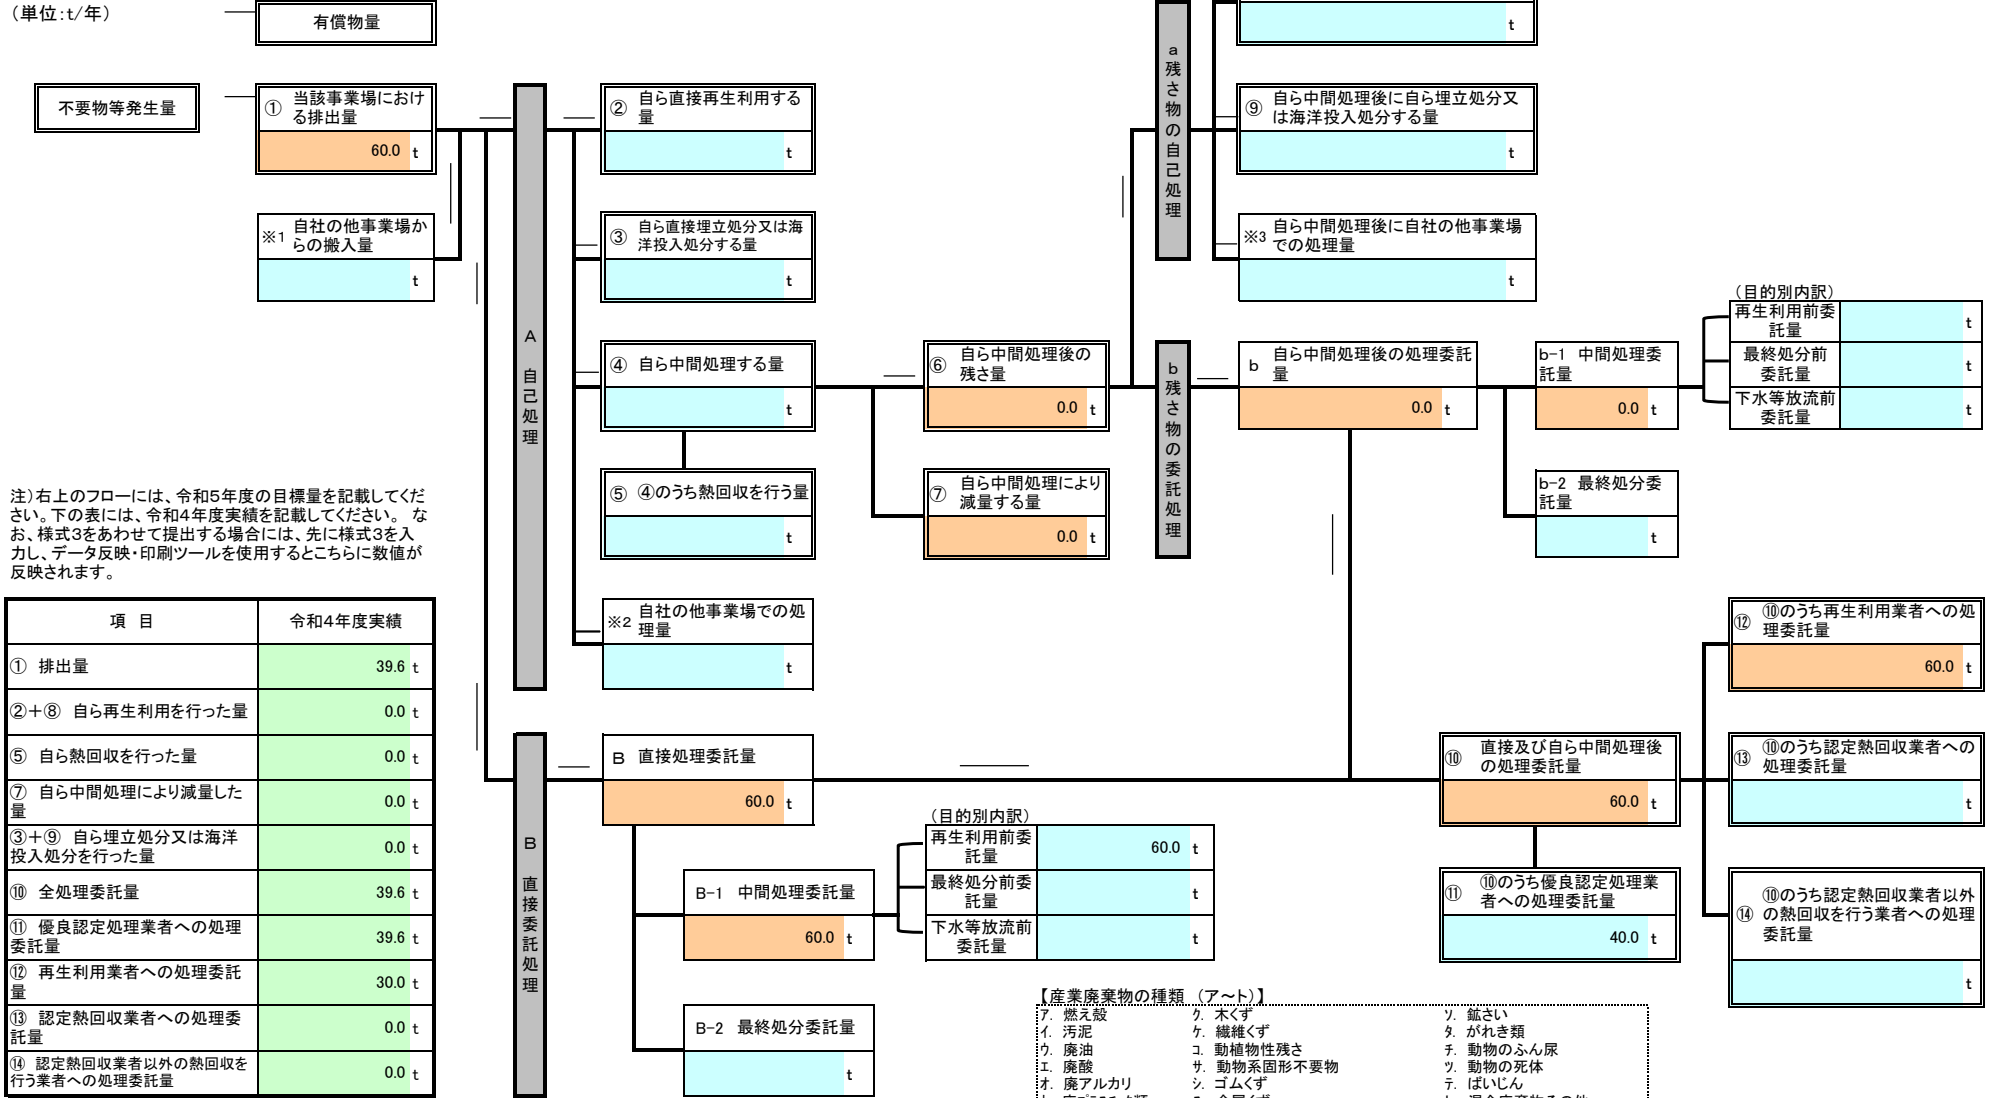 （単位：t/年）
有償物量
t
不要物等発生量
① 当該事業場におけ
る排出量
60.0 t
※1 自社の他事業場か
らの搬入量
t
A 自己処理
② 自ら直接再生利用する
量
t
③ 自ら直接埋立処分又は海
洋投入処分する量
t
④ 自ら中間処理する量
t
⑤ ④のうち熱回収を行う量
t
※2 自社の他事業場での処
理量
t
⑥ 自ら中間処理後の
残さ量
0.0 t
⑦ 自ら中間処理により
減量する量
0.0 t
a 残さ物の自己処理
⑨ 自ら中間処理後に自ら埋立処分又
は海洋投入処分する量
t
※3 自ら中間処理後に自社の他事業場
での処理量
t
b 残さ物の委託処理
b 自ら中間処理後の処理委託
量
0.0 t
b-1 中間処理委
託量
0.0 t
b-2 最終処分委
託量
t
（目的別内訳）
再生利用前委
託量
t
最終処分前
委託量
t
下水等放流前
委託量
t
注）右上のフローには、令和５年度の目標量を記載してくだ
さい。下の表には、令和４年度実績を記載してください。 な
お、様式３をあわせて提出する場合には、先に様式３を入
力し、データ反映・印刷ツールを使用するとこちらに数値が
反映されます。
項 目 令和４年度実績
① 排出量 39.6 t
②＋⑧ 自ら再生利用を行った量 0.0 t
⑤ 自ら熱回収を行った量 0.0 t
⑦ 自ら中間処理により減量した
量 0.0 t
③＋⑨ 自ら埋立処分又は海洋
投入処分を行った量 0.0 t
⑩ 全処理委託量 39.6 t
⑪ 優良認定処理業者への処理
委託量 39.6 t
⑫ 再生利用業者への処理委託
量 30.0 t
⑬ 認定熱回収業者への処理委
託量 0.0 t
⑭ 認定熱回収業者以外の熱回収を
行う業者への処理委託量 0.0 t
B 直接委託処理
B 直接処理委託量
60.0 t
B-1 中間処理委託量
60.0 t
B-2 最終処分委託量
t
（目的別内訳）
再生利用前委
託量
60.0 t
最終処分前委
託量
t
下水等放流前
委託量
t
⑩ 直接及び自ら中間処理後
の処理委託量
60.0 t
⑪ ⑩のうち優良認定処理業
者への処理委託量
40.0 t
⑫ ⑩のうち再生利用業者への処
理委託量
60.0 t
⑬ ⑩のうち認定熱回収業者への
処理委託量
t
⑭ ⑩のうち認定熱回収業者以外
の熱回収を行う業者への処理
委託量
t
【産業廃棄物の種類 （ア～ト）】
ア. 燃え殻 ク. 木くず ソ. 鉱さい
イ. 汚泥 ケ. 繊維くず タ. がれき類
ウ. 廃油 コ. 動植物性残さ チ. 動物のふん尿
エ. 廃酸 サ. 動物系固形不要物 ツ. 動物の死体
オ. 廃アルカリ シ. ゴムくず テ. ばいじん